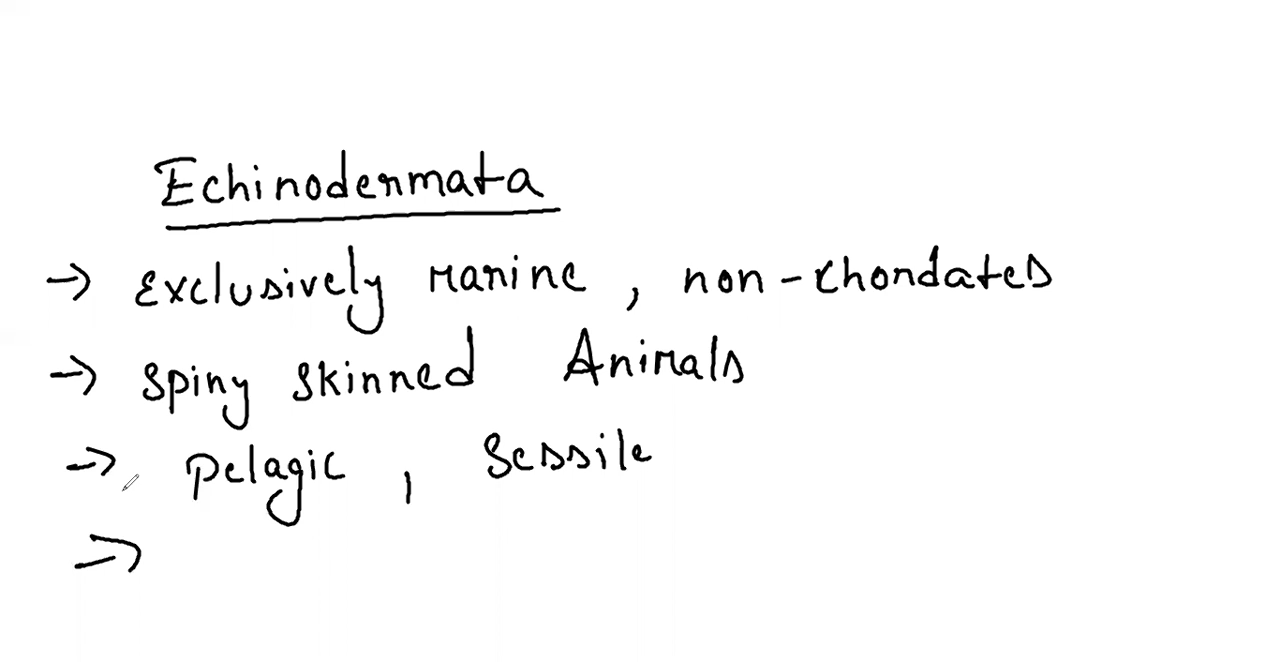 Echinodermata
→ Exclusively marine , non-chordates
→ Spiny skinned Animals
→ Pelagic , Sessile
→